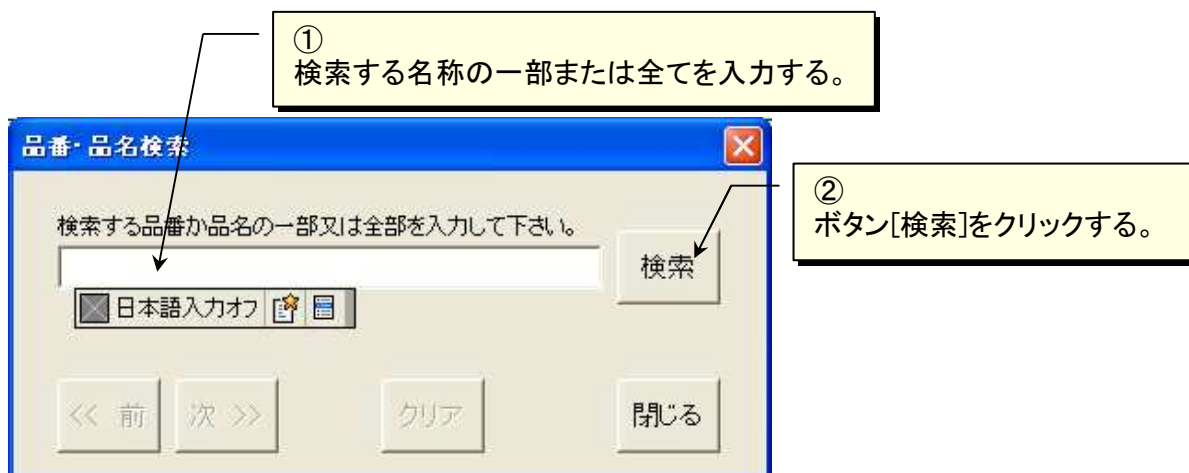 ①
検索する名称の一部または全てを入力する。
品番・品名検索
②
ボタン[検索]をクリックする。
検索する品番か品名の一部又は全部を入力して下さい。
検索
日本語入力オフ
<< 前
次 >>
クリア
閉じる